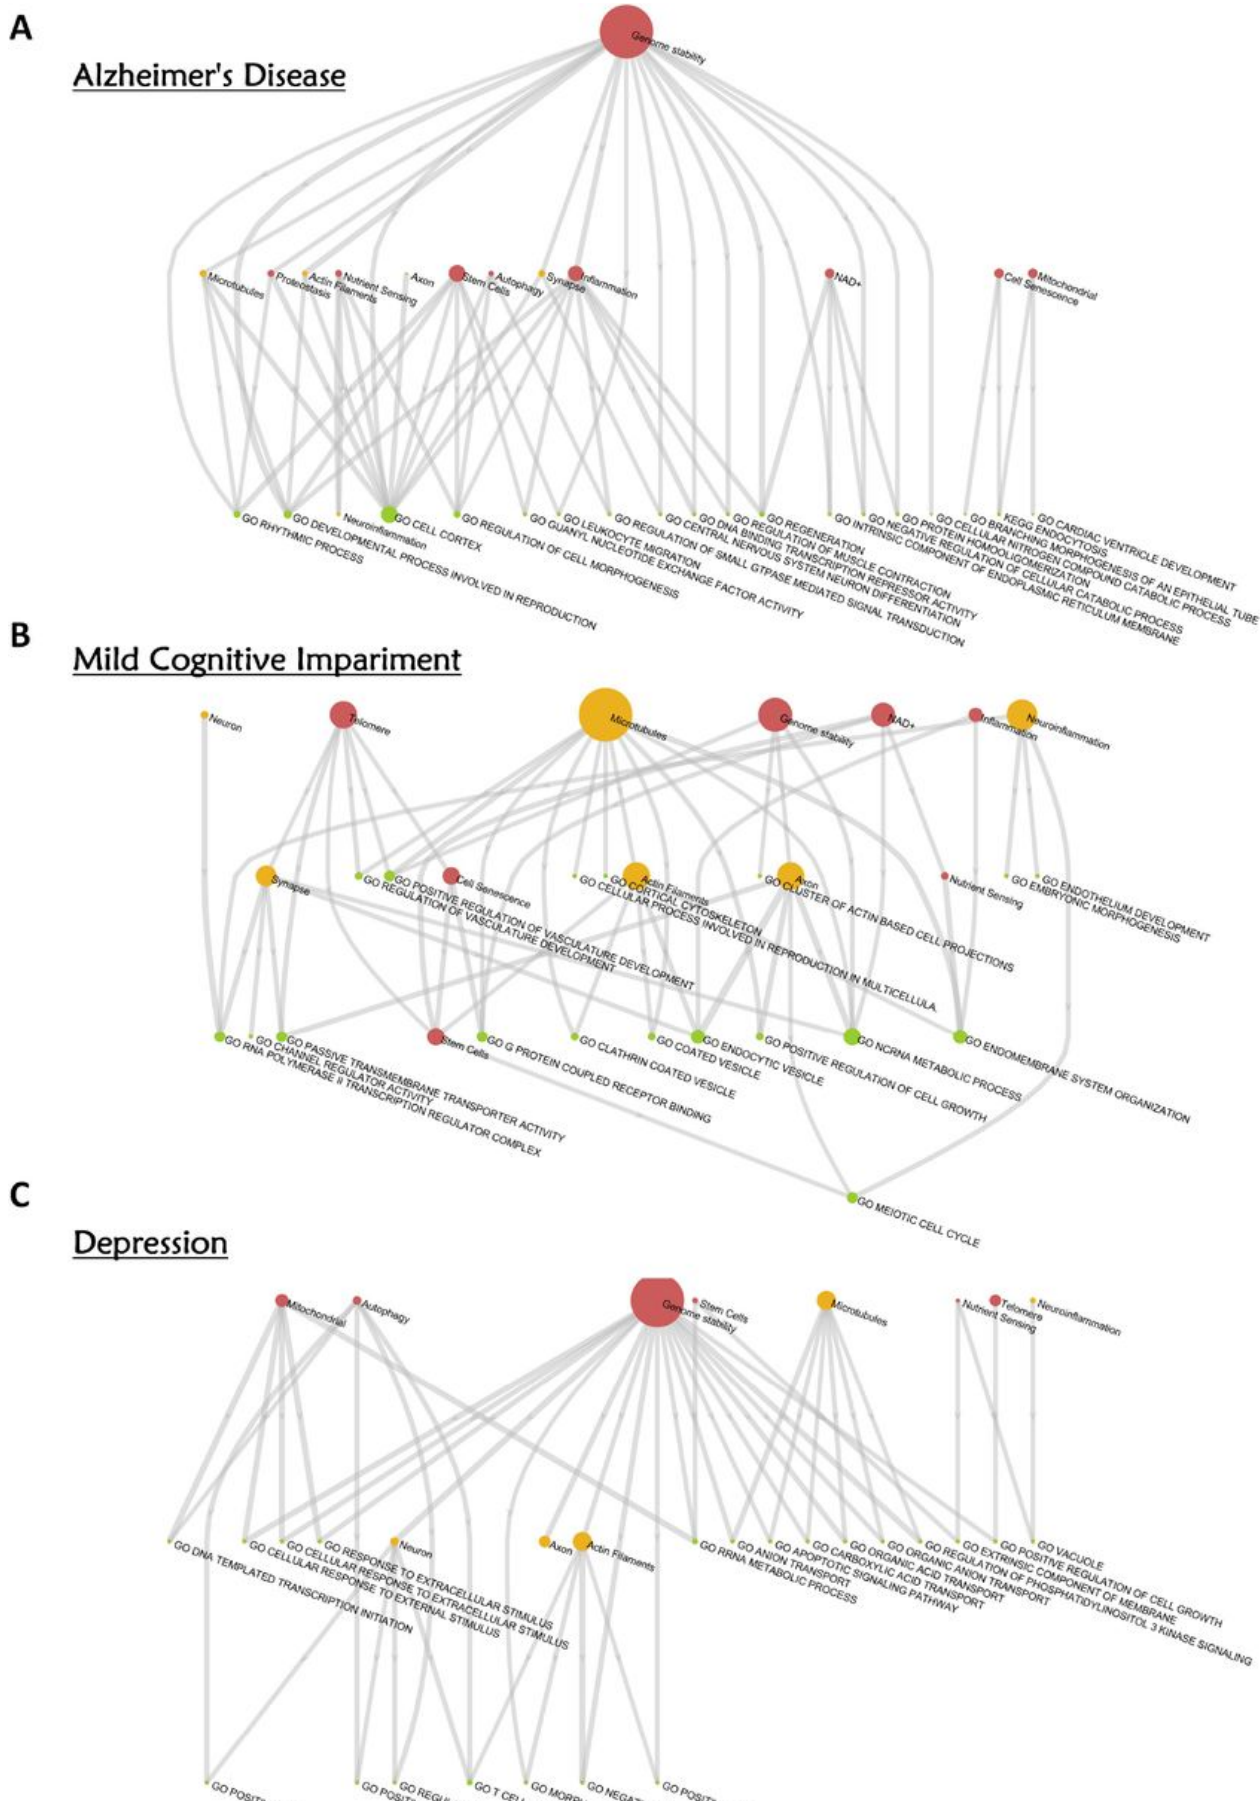 A
Alzheimer's Disease
Genome stability
Microtubules
Proteostasis
Actin Filaments
Nutrient Sensing
Axon
Stem Cells
Autophagy
Synapse
Inflammation
NAD+
Cell Senescence
Mitochondrial
GO RHYTHMIC PROCESS
GO DEVELOPMENTAL PROCESS INVOLVED IN REPRODUCTION
Neuroinflammation
GO CELL CORTEX
GO REGULATION OF CELL MORPHOGENESIS
GO GUANYL NUCLEOTIDE EXCHANGE FACTOR ACTIVITY
GO LEUKOCYTE MIGRATION
GO REGULATION OF SMALL GTPASE MEDIATED SIGNAL TRANSDUCTION
GO CENTRAL NERVOUS SYSTEM NEURON DIFFERENTIATION
GO DNA BINDING TRANSCRIPTION REPRESSOR ACTIVITY
GO REGULATION OF MUSCLE CONTRACTION
GO REGENERATION
GO INTRINSIC COMPONENT OF ENDOPLASMIC RETICULUM MEMBRANE
GO NEGATIVE REGULATION OF CELLULAR CATABOLIC PROCESS
GO PROTEIN HOMOOLIGOMERIZATION
GO CELLULAR NITROGEN COMPOUND CATABOLIC PROCESS
GO BRANCHING MORPHOGENESIS OF AN EPITHELIAL TUBE
KEGG ENDOCYTOSIS
GO CARDIAC VENTRICLE DEVELOPMENT
B
Mild Cognitive Impariment
Neuron
Telomere
Microtubules
Genome stability
NAD+
Inflammation
Neuroinflammation
Synapse
GO REGULATION OF VASCULATURE DEVELOPMENT
GO POSITIVE REGULATION OF VASCULATURE DEVELOPMENT
Cell Senescence
GO CELLULAR PROCESS INVOLVED IN REPRODUCTION IN MULTICELLULA.
GO CORTICAL CYTOSKELETON
Actin Filaments
GO CLUSTER OF ACTIN BASED CELL PROJECTIONS
Axon
Nutrient Sensing
GO EMBRYONIC MORPHOGENESIS
GO ENDOTHELIUM DEVELOPMENT
GO RNA POLYMERASE II TRANSCRIPTION REGULATOR COMPLEX
GO CHANNEL REGULATOR ACTIVITY
GO PASSIVE TRANSMEMBRANE TRANSPORTER ACTIVITY
Stem Cells
GO G PROTEIN COUPLED RECEPTOR BINDING
GO CLATHRIN COATED VESICLE
GO COATED VESICLE
GO ENDOCYTIC VESICLE
GO POSITIVE REGULATION OF CELL GROWTH
GO NCRNA METABOLIC PROCESS
GO ENDOMEMBRANE SYSTEM ORGANIZATION
GO MEIOTIC CELL CYCLE
C
Depression
Mitochondrial
Autophagy
Genome stability
Stem Cells
Microtubules
Nutrient Sensing
Telomere
Neuroinflammation
GO DNA TEMPLATED TRANSCRIPTION INITIATION
GO CELLULAR RESPONSE TO EXTERNAL STIMULUS
GO CELLULAR RESPONSE TO EXTRACELLULAR STIMULUS
GO RESPONSE TO EXTRACELLULAR STIMULUS
Neuron
Axon
Actin Filaments
GO RRNA METABOLIC PROCESS
GO ANION TRANSPORT
GO APOPTOTIC SIGNALING PATHWAY
GO CARBOXYLIC ACID TRANSPORT
GO ORGANIC ACID TRANSPORT
GO ORGANIC ANION TRANSPORT
GO REGULATION OF PHOSPHATIDYLINOSITOL 3 KINASE SIGNALING
GO EXTRINSIC COMPONENT OF MEMBRANE
GO POSITIVE REGULATION OF CELL GROWTH
GO VACUOLE
GO
GO
GO
GO T
GO
GO
GO